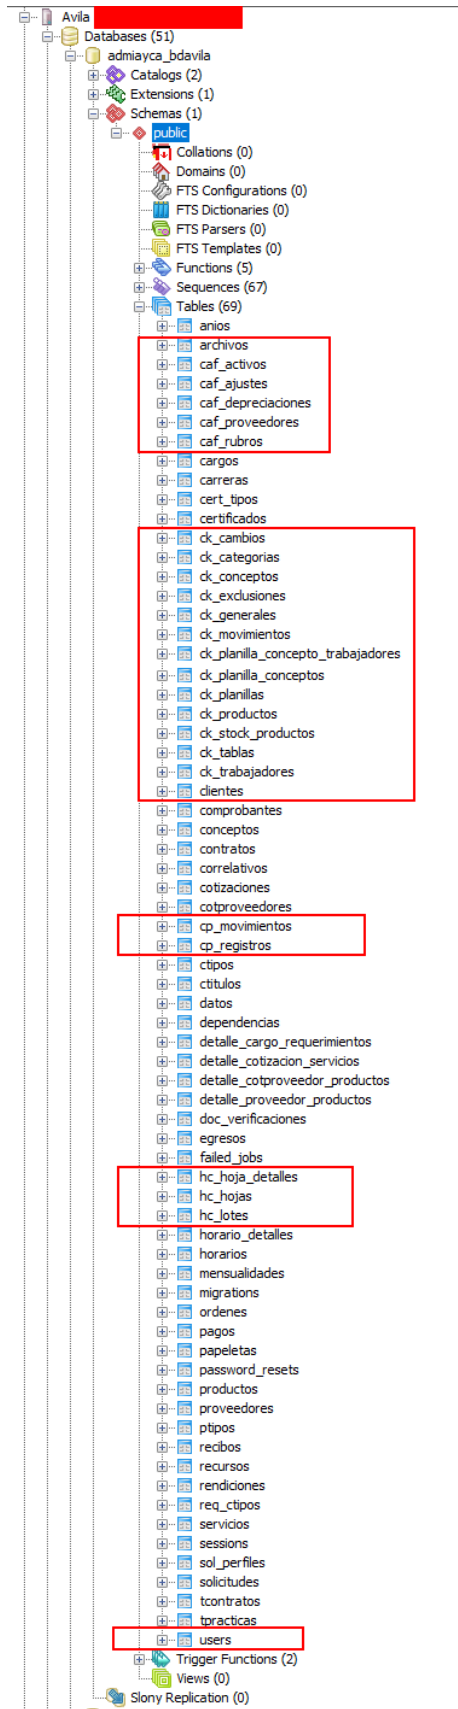 Avila
Databases (51)
admiayca_bdavila
Catalogs (2)
Extensions (1)
Schemas (1)
public
Collations (0)
Domains (0)
FTS Configurations (0)
FTS Dictionaries (0)
FTS Parsers (0)
FTS Templates (0)
Functions (5)
Sequences (67)
Tables (69)
anios
archivos
caf_activos
caf_ajustes
caf_depreciaciones
caf_proveedores
caf_rubros
cargos
carreras
cert_tipos
certificados
ck_cambios
ck_categorias
ck_conceptos
ck_exclusiones
ck_generales
ck_movimientos
ck_planilla_concepto_trabajadores
ck_planilla_conceptos
ck_planillas
ck_productos
ck_stock_productos
ck_tablas
ck_trabajadores
clientes
comprobantes
conceptos
contratos
correlativos
cotizaciones
cotproveedores
cp_movimientos
cp_registros
ctipos
ctitulos
datos
dependencias
detalle_cargo_requerimientos
detalle_cotizacion_servicios
detalle_cotproveedor_productos
detalle_proveedor_productos
doc_verificaciones
egresos
failed_jobs
hc_hoja_detalles
hc_hojas
hc_lotes
horario_detalles
horarios
mensualidades
migrations
ordenes
pagos
papeletas
password_resets
productos
proveedores
ptipos
recibos
recursos
rendiciones
req_ctipos
servicios
sessions
sol_perfiles
solicitudes
tcontratos
tpracticas
users
Trigger Functions (2)
Views (0)
Slony Replication (0)